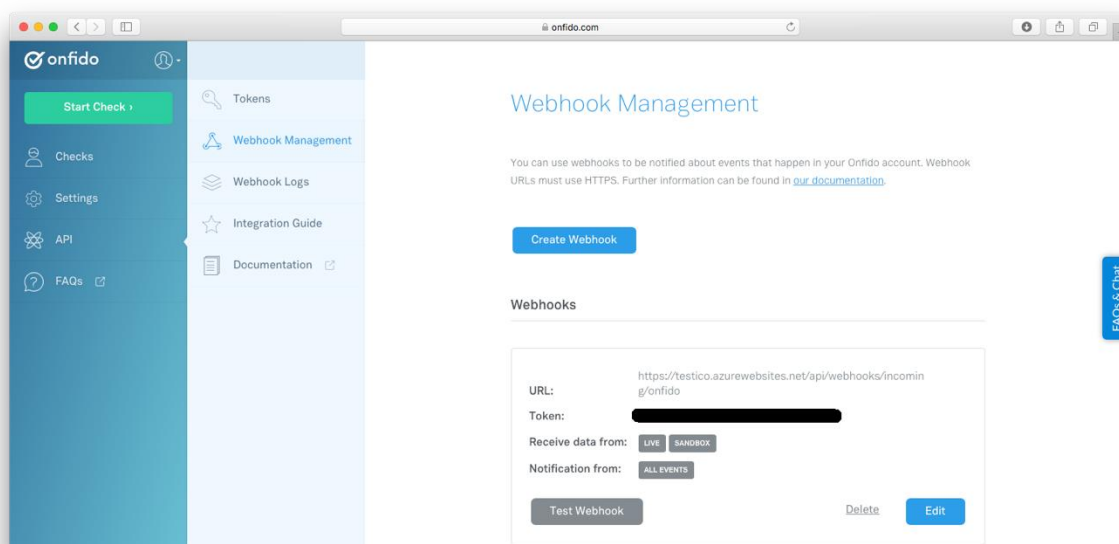 onfido.com
onfido
Start Check ›
Checks
Settings
API
FAQs
Tokens
Webhook Management
Webhook Logs
Integration Guide
Documentation
Webhook Management
You can use webhooks to be notified about events that happen in your Onfido account. Webhook
URLs must use HTTPS. Further information can be found in our documentation.
Create Webhook
Webhooks
URL: https://testico.azurewebsites.net/api/webhooks/incomin
g/onfido
Token:
Receive data from: LIVE SANDBOX
Notification from: ALL EVENTS
Test Webhook Delete Edit
FAQs & Chat